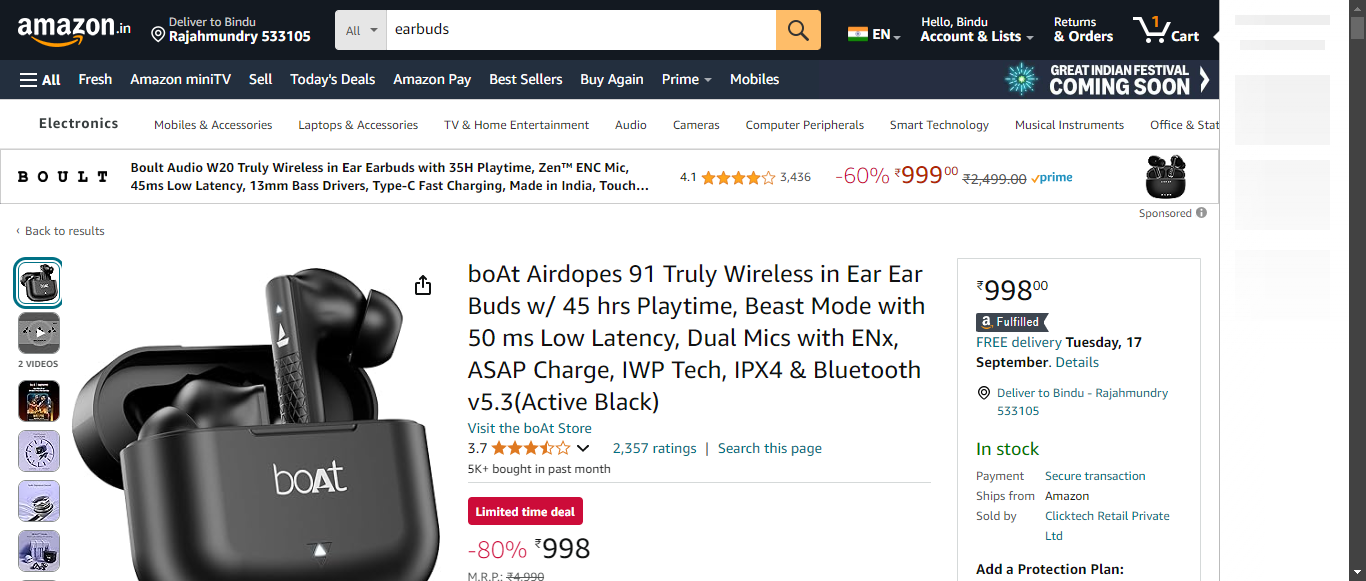 amazon.in
Deliver to Bindu
Rajahmundry 533105
All
earbuds
EN
Hello, Bindu
Account & Lists
Returns
& Orders
1
Cart
All
Fresh
Amazon miniTV
Sell
Today's Deals
Amazon Pay
Best Sellers
Buy Again
Prime
Mobiles
GREAT INDIAN FESTIVAL
COMING SOON
Electronics
Mobiles & Accessories
Laptops & Accessories
TV & Home Entertainment
Audio
Cameras
Computer Peripherals
Smart Technology
Musical Instruments
Office & Stat
BOULT
Boult Audio W20 Truly Wireless in Ear Earbuds with 35H Playtime, Zen™ ENC Mic,
45ms Low Latency, 13mm Bass Drivers, Type-C Fast Charging, Made in India, Touch...
4.1
3,436
-60% ₹99900 ₹2,499.00 prime
Sponsored
‹ Back to results
2 VIDEOS
boAt
boAt Airdopes 91 Truly Wireless in Ear Ear
Buds w/ 45 hrs Playtime, Beast Mode with
50 ms Low Latency, Dual Mics with ENx,
ASAP Charge, IWP Tech, IPX4 & Bluetooth
v5.3(Active Black)
Visit the boAt Store
3.7
2,357 ratings | Search this page
5K+ bought in past month
Limited time deal
-80% ₹998
M.R.P.: ₹4,990
₹99800
a Fulfilled
FREE delivery Tuesday, 17
September. Details
Deliver to Bindu - Rajahmundry
533105
In stock
Payment Secure transaction
Ships from Amazon
Sold by Clicktech Retail Private
Ltd
Add a Protection Plan: